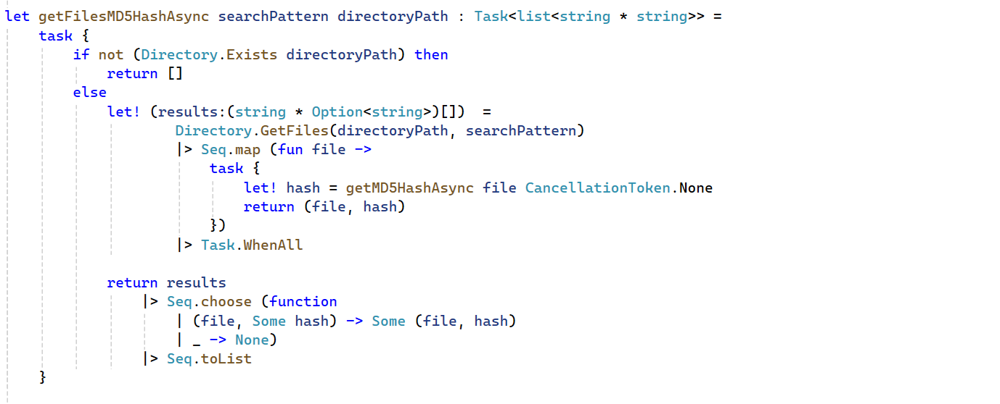 let getFilesMD5HashAsync searchPattern directoryPath : Task<list<string * string>> =
    task {
        if not (Directory.Exists directoryPath) then
            return []
        else
            let! (results:(string * Option<string>)[])  =
                    Directory.GetFiles(directoryPath, searchPattern)
                    |> Seq.map (fun file ->
                        task {
                            let! hash = getMD5HashAsync file CancellationToken.None
                            return (file, hash)
                        })
                    |> Task.WhenAll

            return results
                |> Seq.choose (function
                    | (file, Some hash) -> Some (file, hash)
                    | _ -> None)
                |> Seq.toList
    }